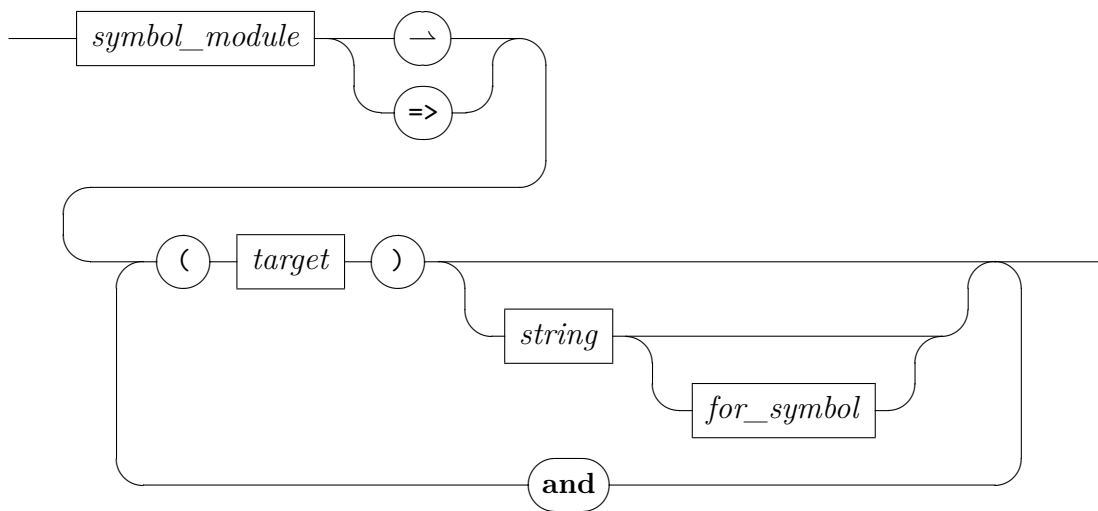 symbol_module ⇀
=>
( target )
string
for_symbol
and